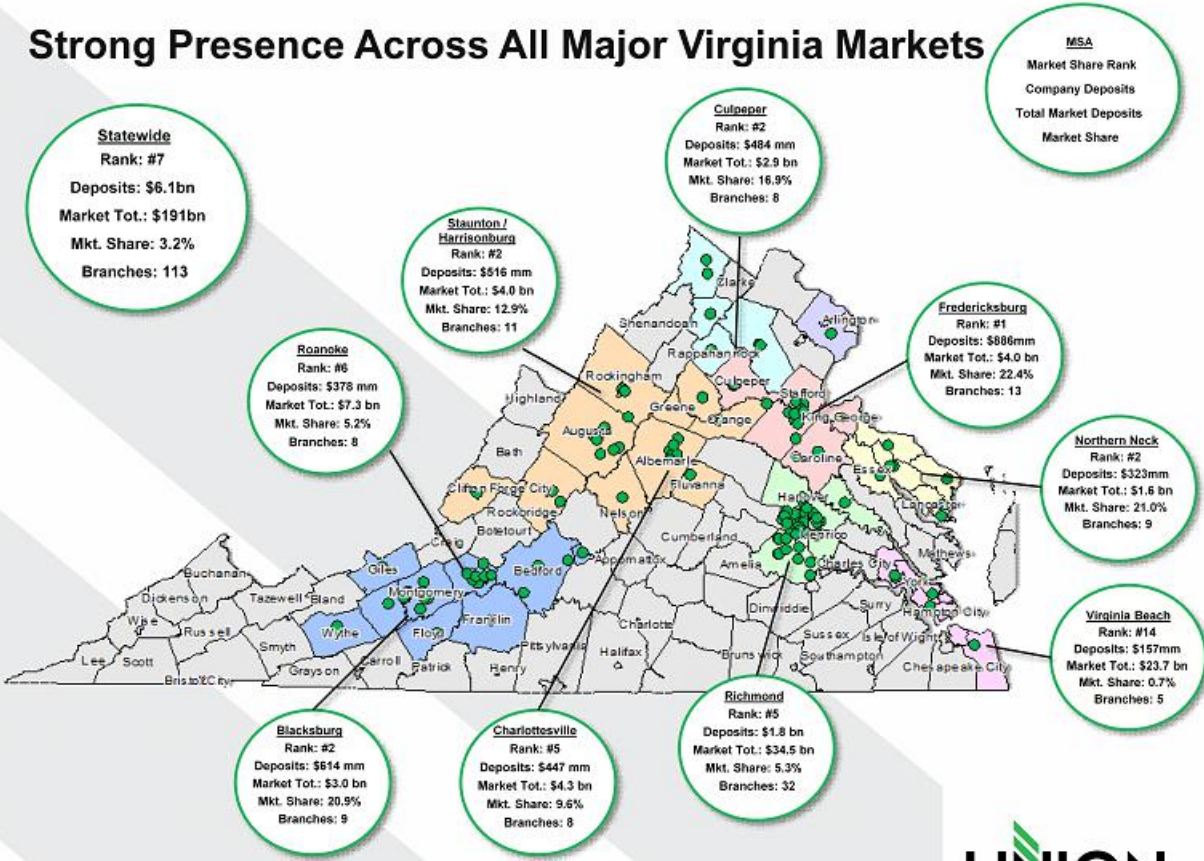 Strong Presence Across All Major Virginia Markets
MSA
Market Share Rank
Company Deposits
Total Market Deposits
Market Share
Statewide
Rank: #7
Deposits: $6.1bn
Market Tot.: $191bn
Mkt. Share: 3.2%
Branches: 113
Culpeper
Rank: #2
Deposits: $484 mm
Market Tot.: $2.9 bn
Mkt. Share: 16.9%
Branches: 8
Staunton /
Harrisonburg
Rank: #2
Deposits: $516 mm
Market Tot.: $4.0 bn
Mkt. Share: 12.9%
Branches: 11
Fredericksburg
Rank: #1
Deposits: $886mm
Market Tot.: $4.0 bn
Mkt. Share: 22.4%
Branches: 13
Roanoke
Rank: #6
Deposits: $378 mm
Market Tot.: $7.3 bn
Mkt. Share: 5.2%
Branches: 8
Northern Neck
Rank: #2
Deposits: $323mm
Market Tot.: $1.6 bn
Mkt. Share: 21.0%
Branches: 9
Virginia Beach
Rank: #14
Deposits: $157mm
Market Tot.: $23.7 bn
Mkt. Share: 0.7%
Branches: 5
Blacksburg
Rank: #2
Deposits: $614 mm
Market Tot.: $3.0 bn
Mkt. Share: 20.9%
Branches: 9
Charlottesville
Rank: #5
Deposits: $447 mm
Market Tot.: $4.3 bn
Mkt. Share: 9.6%
Branches: 8
Richmond
Rank: #5
Deposits: $1.8 bn
Market Tot.: $34.5 bn
Mkt. Share: 5.3%
Branches: 32
Clarke
Shenandoah
Arlington
Rappahannock
Rockingham
Culpeper
Stafford
Highland
Greene
Orange
King George
Augusta
Bath
Albemarle
Caroline
Essex
Fluvanna
Clifton Forge City
Hanover
Lancaster
Rockbridge
Nelson
Botetourt
Cumberland
Henrico
Craig
Appomattox
Amelia
Charles City
Mathews
Buchanan
Giles
Bedford
York
Dickenson
Tazewell
Bland
Montgomery
Hampton City
Wise
Russell
Wythe
Floyd
Franklin
Charlotte
Dinwiddie
Surry
Smyth
Pittsylvania
Halifax
Sussex
Isle of Wight
Lee
Scott
Grayson
Carroll
Patrick
Henry
Brunswick
Southampton
Chesapeake City
Bristol City
UNION